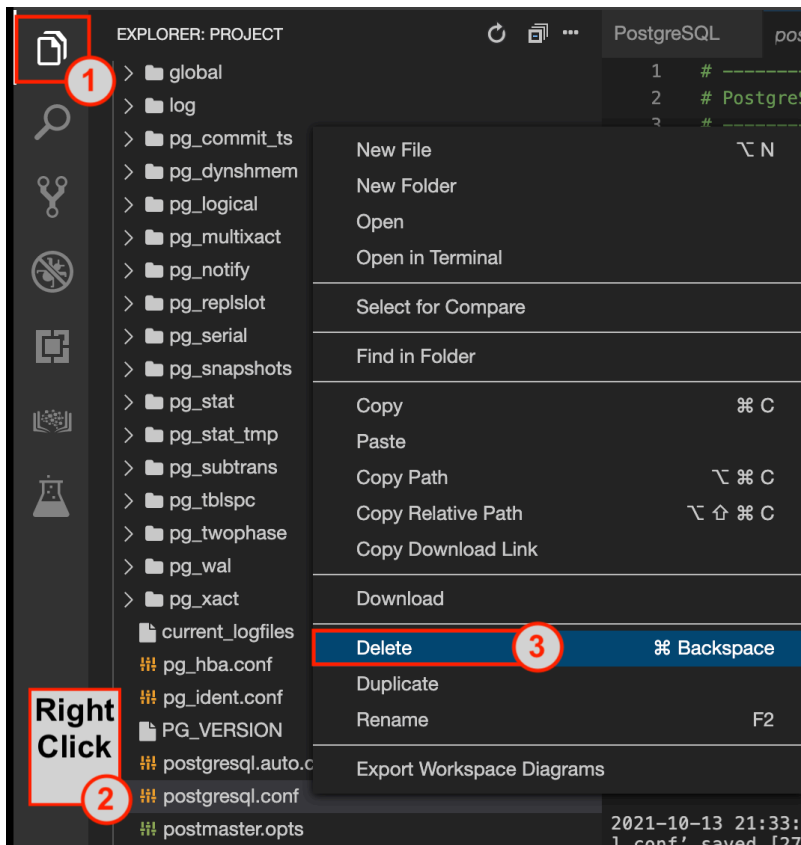 EXPLORER: PROJECT
PostgreSQL
1
global
log
pg_commit_ts
pg_dynshmem
pg_logical
pg_multixact
pg_notify
pg_replslot
pg_serial
pg_snapshots
pg_stat
pg_stat_tmp
pg_subtrans
pg_tblspc
pg_twophase
pg_wal
pg_xact
current_logfiles
pg_hba.conf
pg_ident.conf
PG_VERSION
postgresql.auto.c
postgresql.conf
postmaster.opts
Right
Click
2
1 # --------
2 # PostgreS
3 # --------
New File ⌥ N
New Folder
Open
Open in Terminal
Select for Compare
Find in Folder
Copy ⌘ C
Paste
Copy Path ⌥ ⌘ C
Copy Relative Path ⌥ ⇧ ⌘ C
Copy Download Link
Download
Delete 3 ⌘ Backspace
Duplicate
Rename F2
Export Workspace Diagrams
2021-10-13 21:33:
l.conf' saved [27